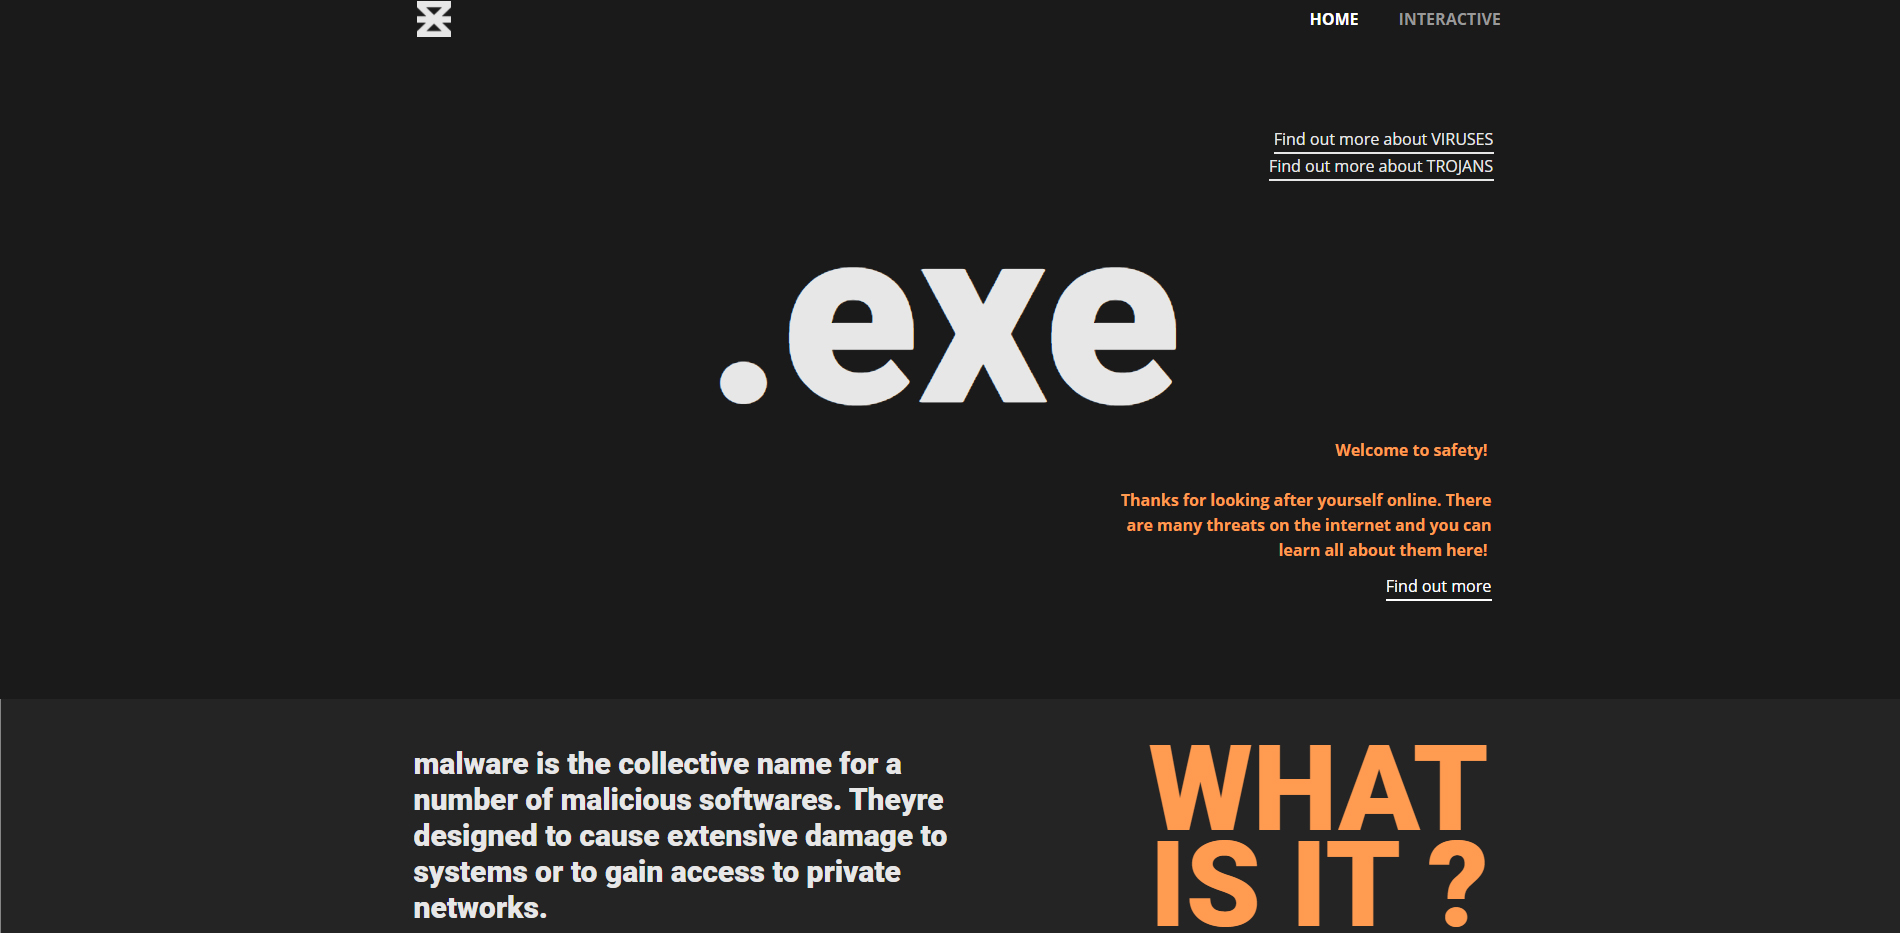 HOME INTERACTIVE
Find out more about VIRUSES
Find out more about TROJANS
.exe
Welcome to safety!
Thanks for looking after yourself online. There
are many threats on the internet and you can
learn all about them here!
Find out more
malware is the collective name for a
number of malicious softwares. Theyre
designed to cause extensive damage to
systems or to gain access to private
networks.
WHAT
IS IT ?